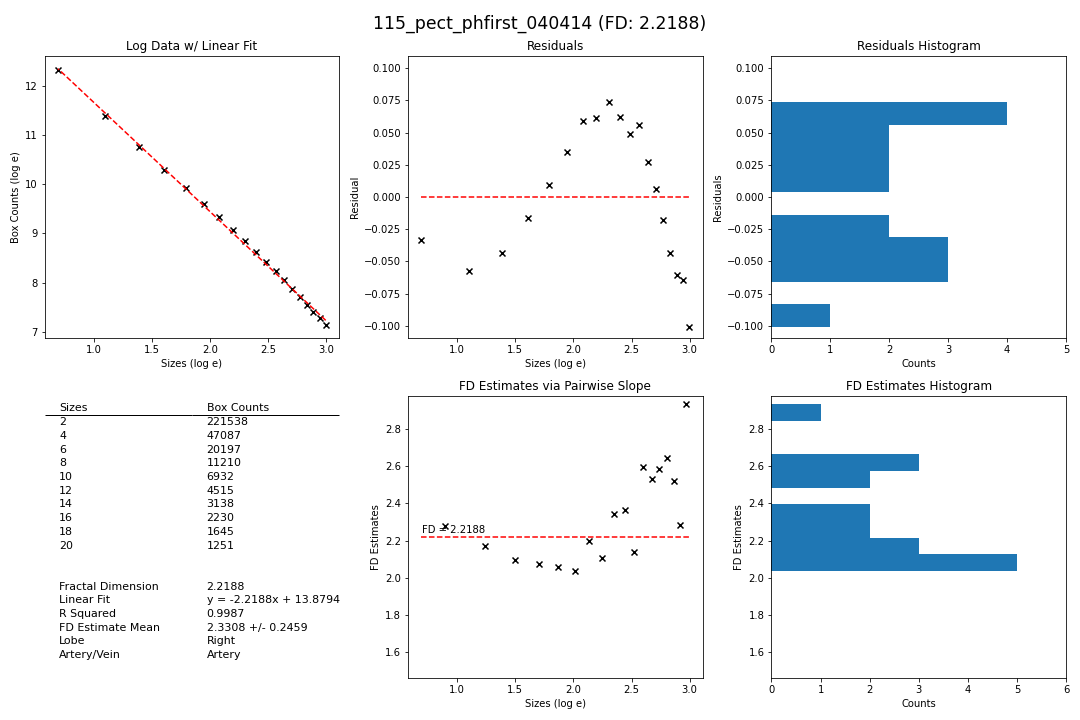 115_pect_phfirst_040414 (FD: 2.2188)
Log Data w/ Linear Fit
Box Counts (log e)
12
11
10
9
8
7
1.0 1.5 2.0 2.5 3.0
Sizes (log e)
Residuals
Residual
0.100
0.075
0.050
0.025
0.000
−0.025
−0.050
−0.075
−0.100
1.0 1.5 2.0 2.5 3.0
Sizes (log e)
Residuals Histogram
Residuals
0.100
0.075
0.050
0.025
0.000
−0.025
−0.050
−0.075
−0.100
0 1 2 3 4 5
Counts
Sizes Box Counts
2 221538
4 47087
6 20197
8 11210
10 6932
12 4515
14 3138
16 2230
18 1645
20 1251
Fractal Dimension 2.2188
Linear Fit y = -2.2188x + 13.8794
R Squared 0.9987
FD Estimate Mean 2.3308 +/- 0.2459
Lobe Right
Artery/Vein Artery
FD Estimates via Pairwise Slope
FD Estimates
2.8
2.6
2.4
2.2
2.0
1.8
1.6
FD = 2.2188
1.0 1.5 2.0 2.5 3.0
Sizes (log e)
FD Estimates Histogram
FD Estimates
2.8
2.6
2.4
2.2
2.0
1.8
1.6
0 1 2 3 4 5 6
Counts